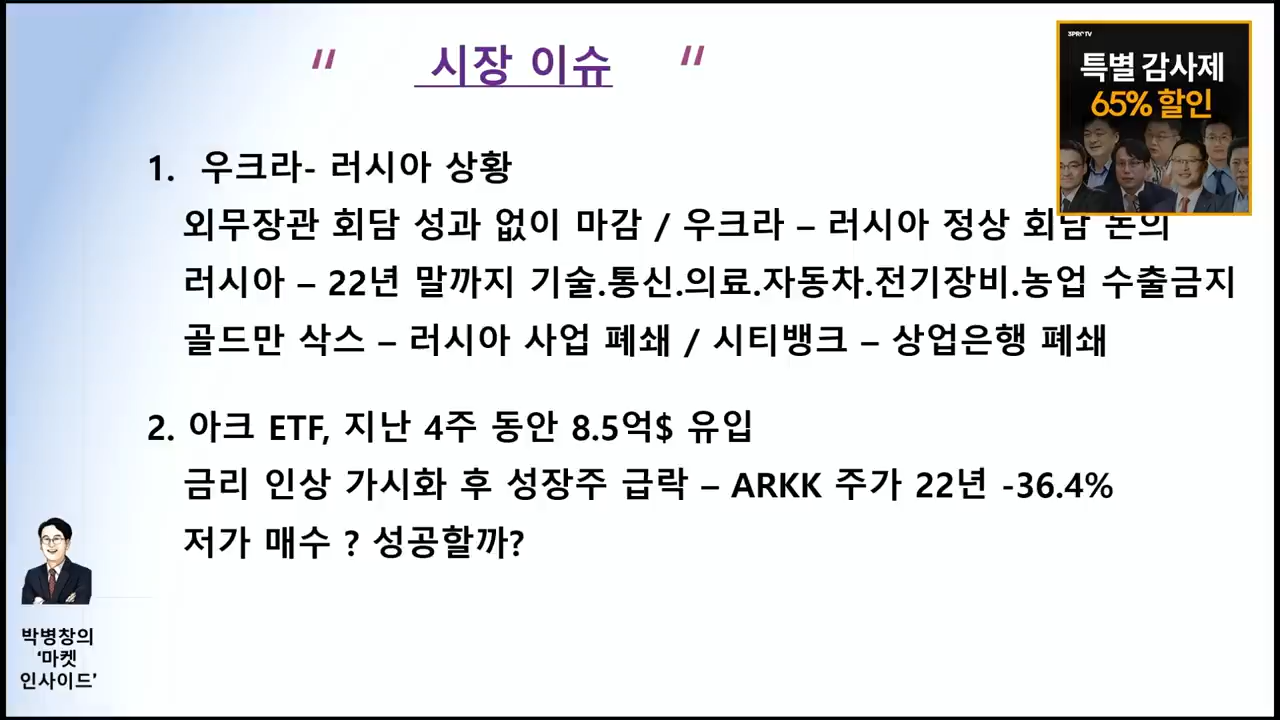 " 시장 이슈 "
3PRO TV
특별 감사제
65% 할인
1. 우크라- 러시아 상황
외무장관 회담 성과 없이 마감 / 우크라 – 러시아 정상 회담 논의
러시아 – 22년 말까지 기술.통신.의료.자동차.전기장비.농업 수출금지
골드만 삭스 – 러시아 사업 폐쇄 / 시티뱅크 – 상업은행 폐쇄
2. 아크 ETF, 지난 4주 동안 8.5억$ 유입
금리 인상 가시화 후 성장주 급락 – ARKK 주가 22년 -36.4%
저가 매수 ? 성공할까?
박병창의
‘마켓
인사이드’